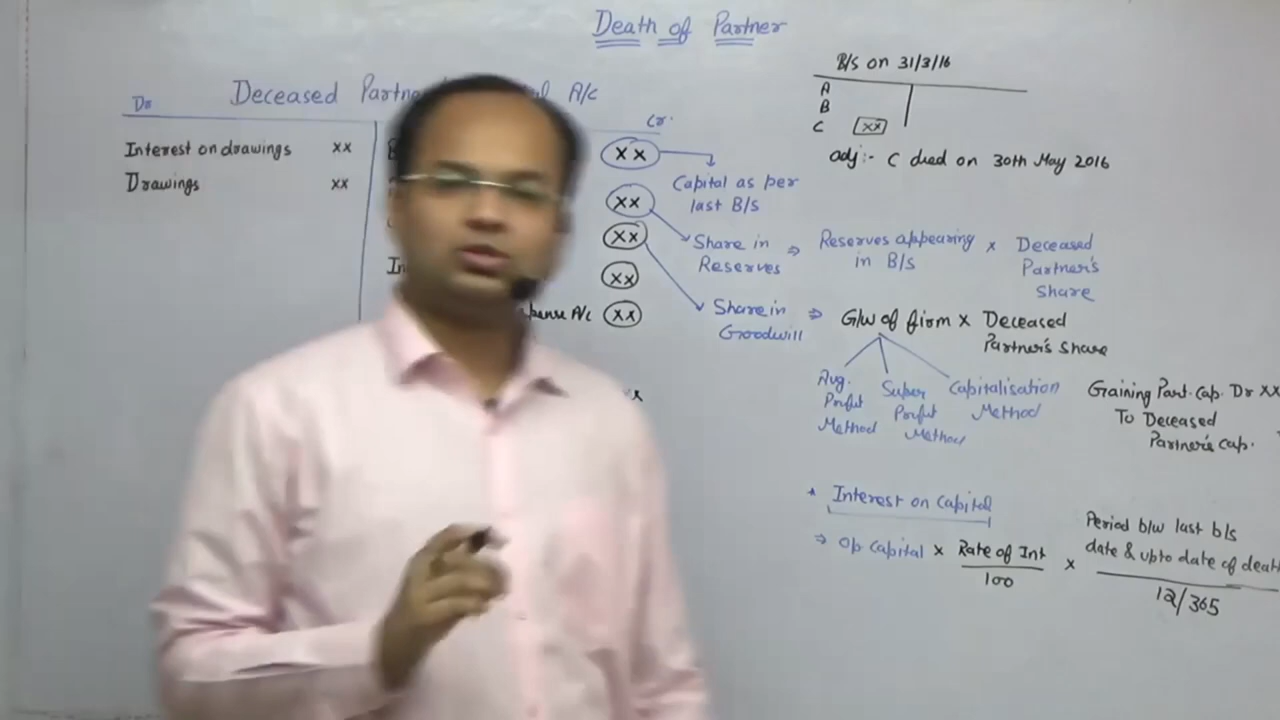 Death of Partner
Dr
Deceased A/c
Cr.
Interest on drawings xx
Drawings xx
xx
xx
xx
xx
A/c xx
Capital as per
last B/s
Share in
Reserves
⇒ Reserves appearing
in B/s
× Deceased
Partner's
Share
Share in
Goodwill
⇒ G/w of firm × Deceased
Partner's Share
Avg.
Profit
Method
Super
Profit
Method
Capitalisation
Method
B/s on 31/3/16
A
B
C xx
adj:- C died on 30th May 2016
Gaining Part. Cap. Dr xx
To Deceased
Partner's Cap.
* Interest on Capital
⇒ Op Capital × Rate of Int
100
×
Period b/w last b/s
date & upto date of death
12/365